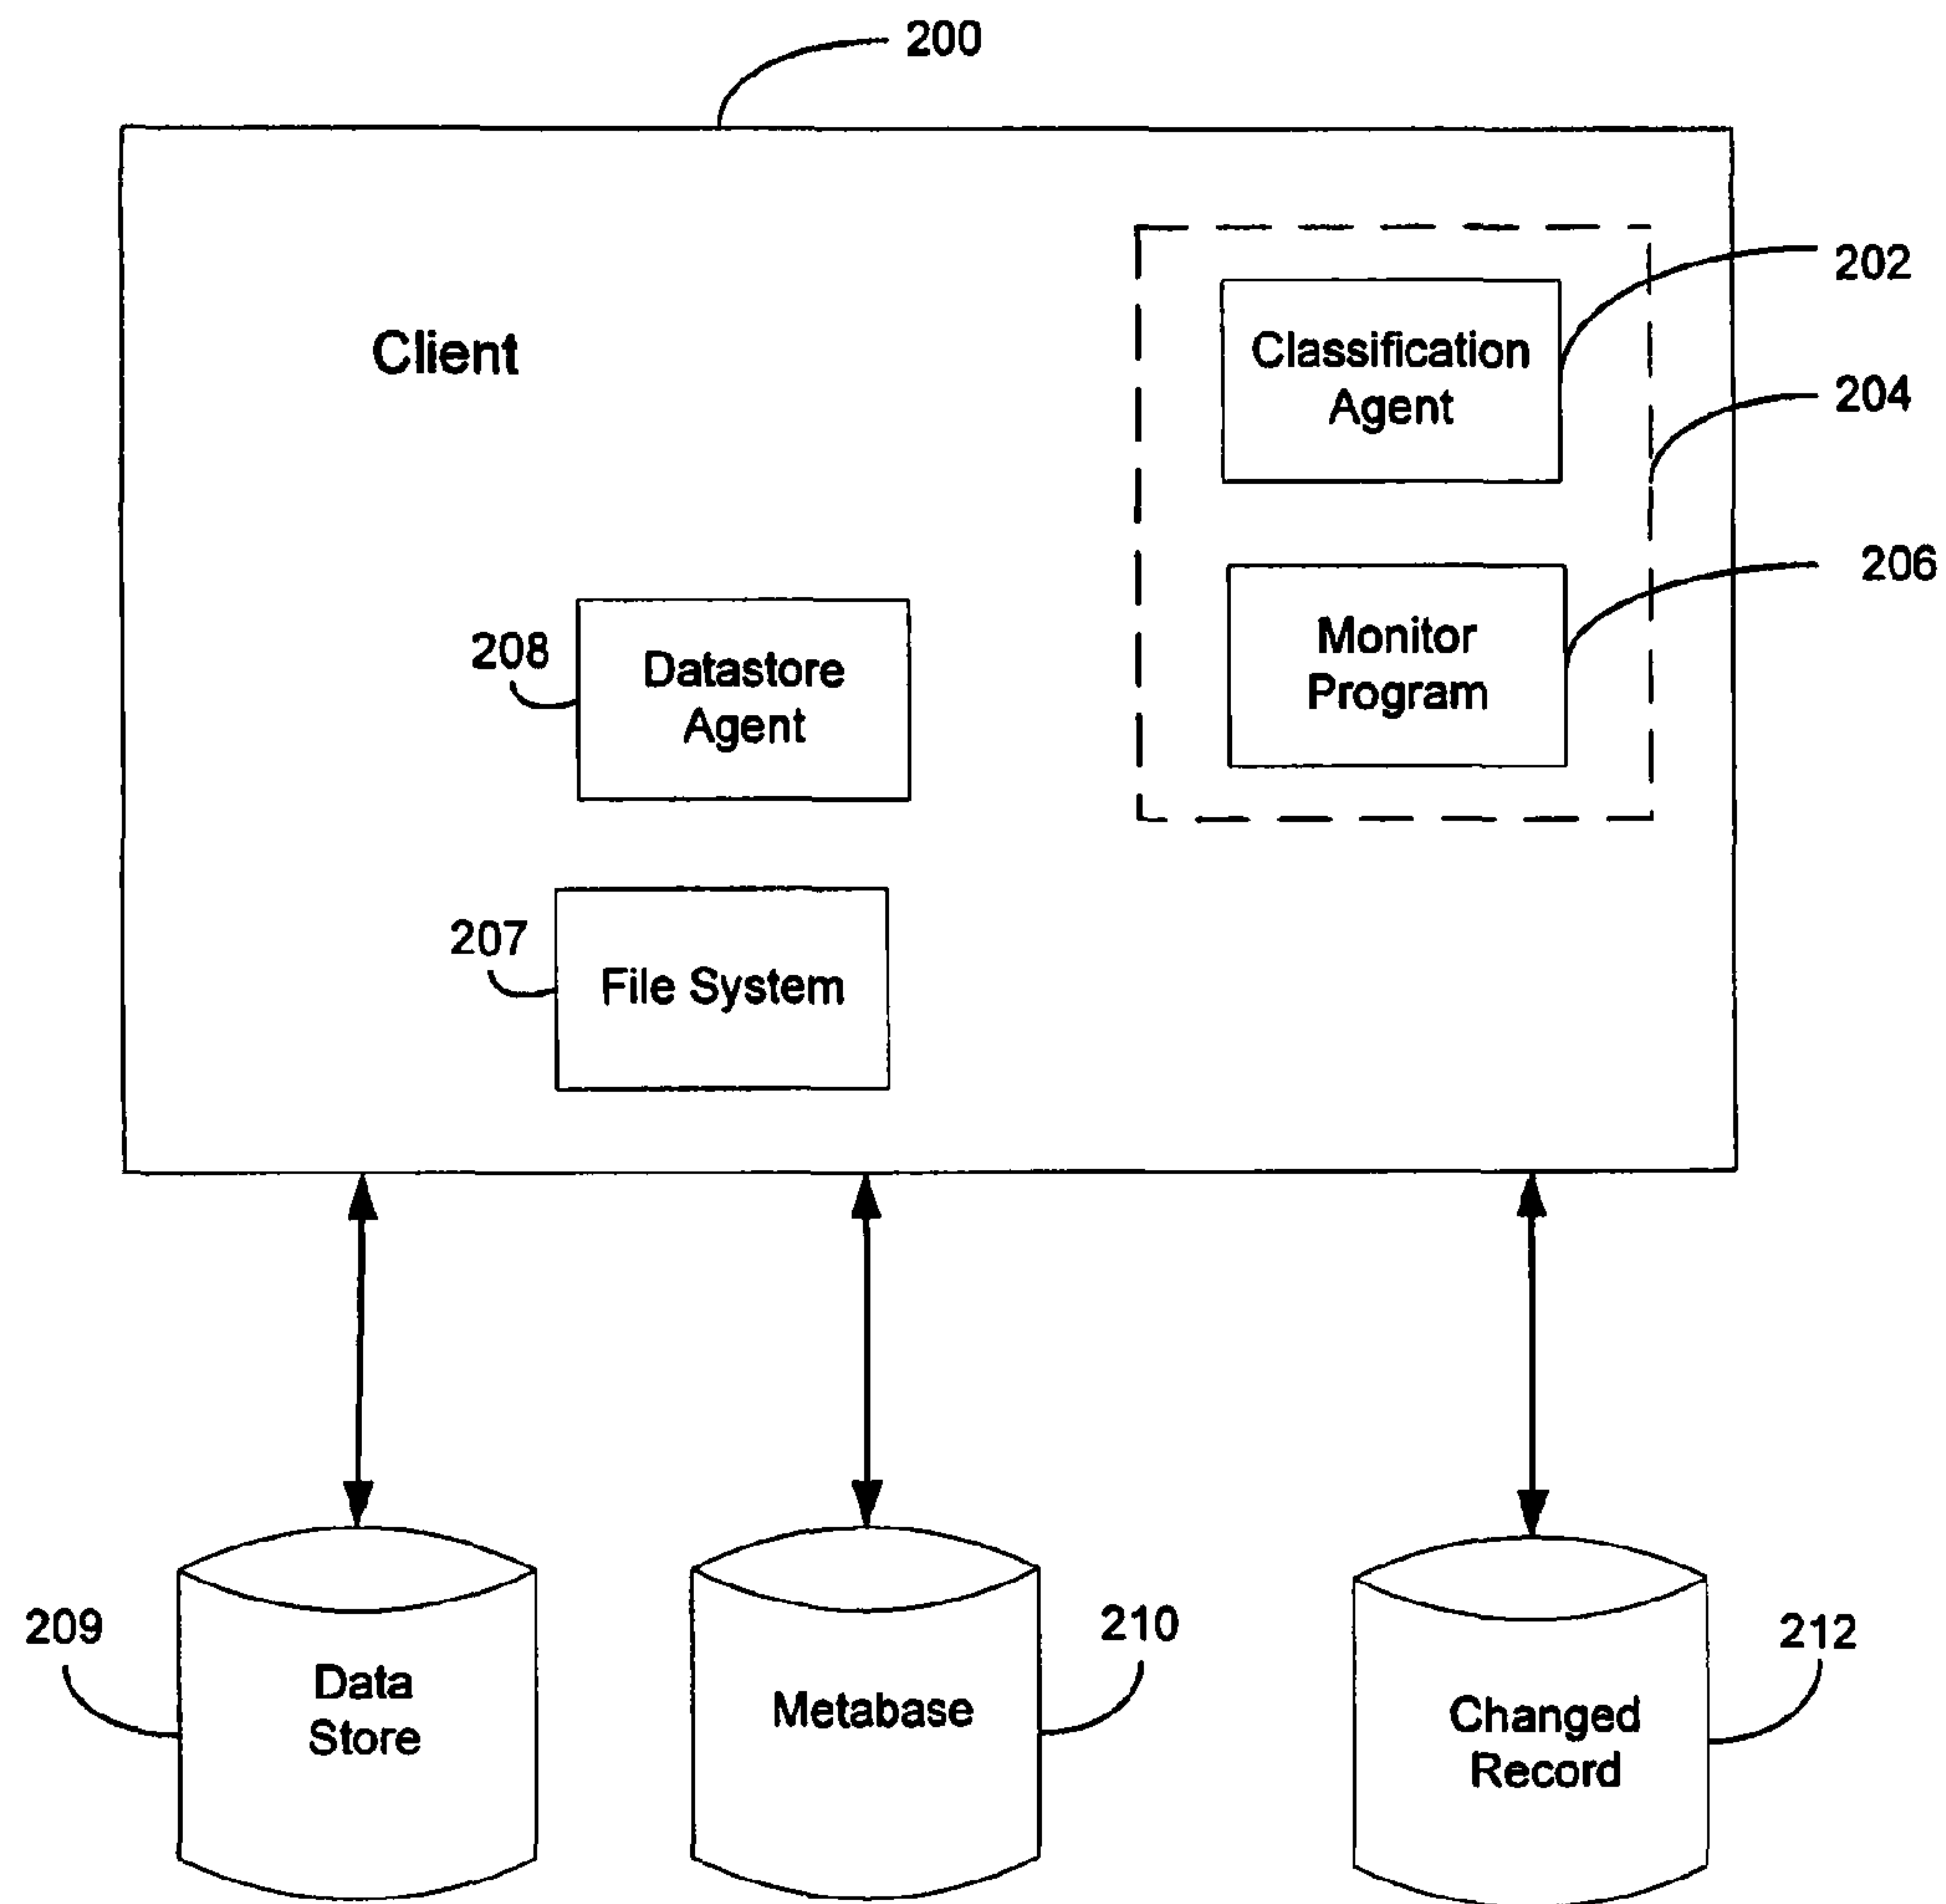 200
202
Client
Classification
Agent
204
206
Monitor
Program
208
Datastore
Agent
207
File System
209
Data
Store
210
Metabase
212
Changed
Record